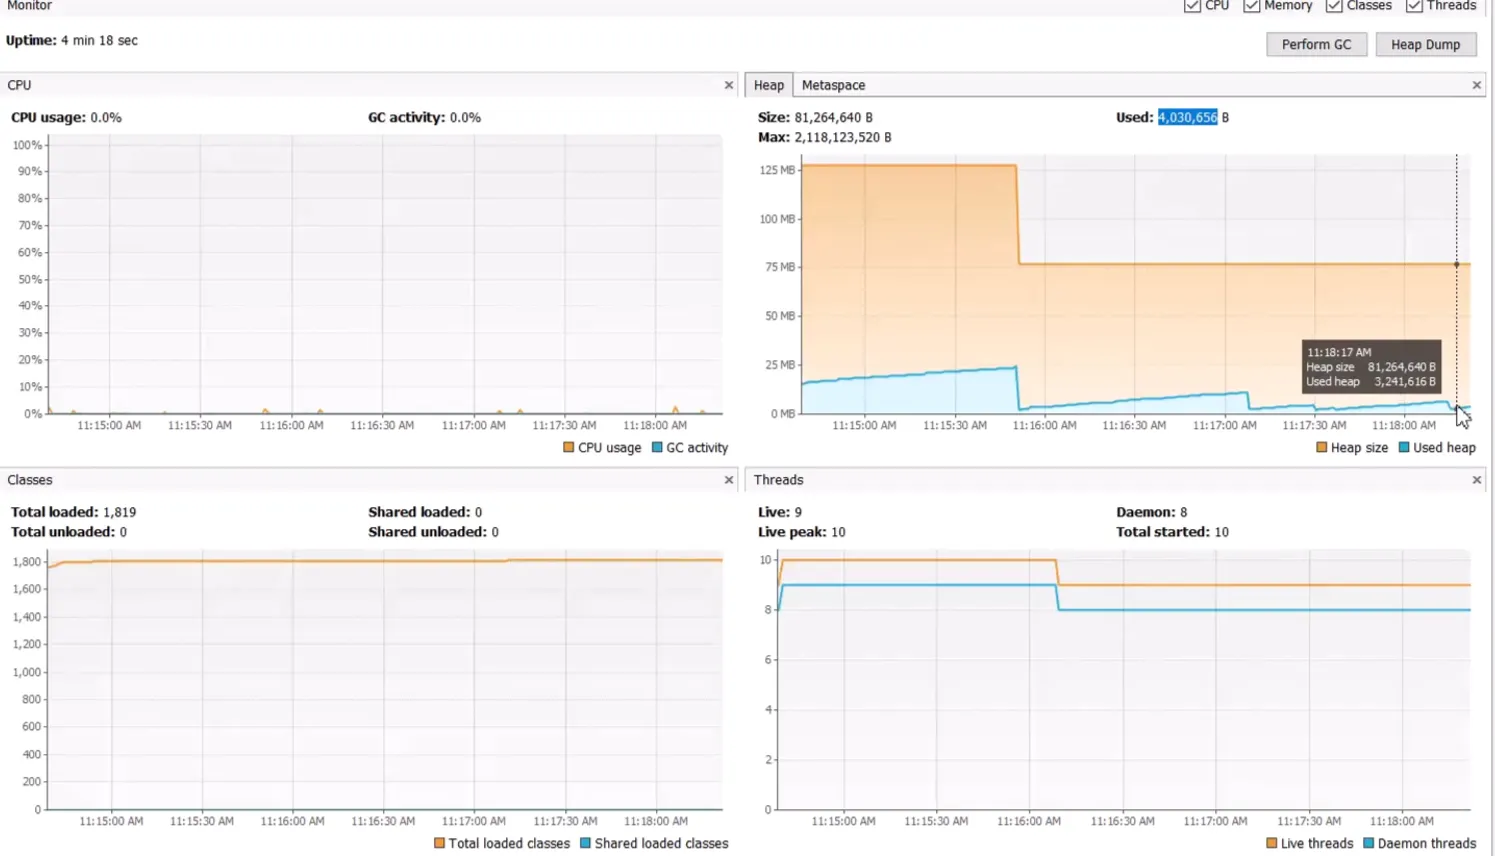 Monitor
CPU Memory Classes Threads
Uptime: 4 min 18 sec
Perform GC Heap Dump
CPU
CPU usage: 0.0% GC activity: 0.0%
100%
90%
80%
70%
60%
50%
40%
30%
20%
10%
0%
11:15:00 AM 11:15:30 AM 11:16:00 AM 11:16:30 AM 11:17:00 AM 11:17:30 AM 11:18:00 AM
CPU usage GC activity
Heap Metaspace
Size: 81,264,640 B Used: 4,030,656 B
Max: 2,118,123,520 B
125 MB
100 MB
75 MB
50 MB
25 MB
0 MB
11:18:17 AM
Heap size 81,264,640 B
Used heap 3,241,616 B
11:15:00 AM 11:15:30 AM 11:16:00 AM 11:16:30 AM 11:17:00 AM 11:17:30 AM 11:18:00 AM
Heap size Used heap
Classes
Total loaded: 1,819 Shared loaded: 0
Total unloaded: 0 Shared unloaded: 0
1,800
1,600
1,400
1,200
1,000
800
600
400
200
0
11:15:00 AM 11:15:30 AM 11:16:00 AM 11:16:30 AM 11:17:00 AM 11:17:30 AM 11:18:00 AM
Total loaded classes Shared loaded classes
Threads
Live: 9 Daemon: 8
Live peak: 10 Total started: 10
10
8
6
4
2
0
11:15:00 AM 11:15:30 AM 11:16:00 AM 11:16:30 AM 11:17:00 AM 11:17:30 AM 11:18:00 AM
Live threads Daemon threads